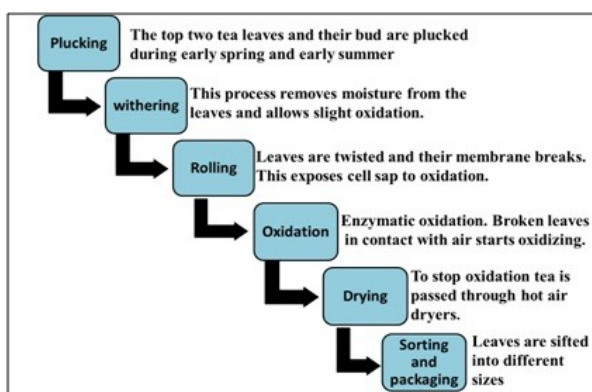 Plucking
The top two tea leaves and their bud are plucked
during early spring and early summer
withering
This process removes moisture from the
leaves and allows slight oxidation.
Rolling
Leaves are twisted and their membrane breaks.
This exposes cell sap to oxidation.
Oxidation
Enzymatic oxidation. Broken leaves
in contact with air starts oxidizing.
Drying
To stop oxidation tea is
passed through hot air
dryers.
Sorting
and
packaging
Leaves are sifted
into different
sizes